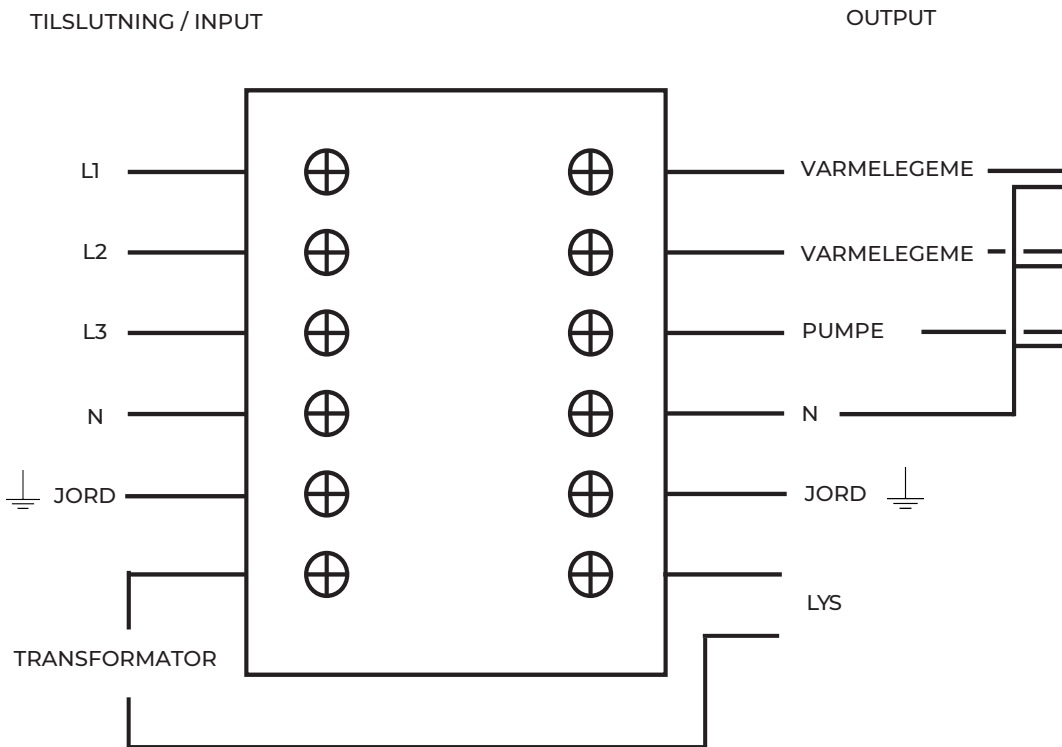 TILSLUTNING / INPUT
OUTPUT
L1
VARMELEGEME
L2
VARMELEGEME
L3
PUMPE
N
N
JORD
JORD
LYS
TRANSFORMATOR